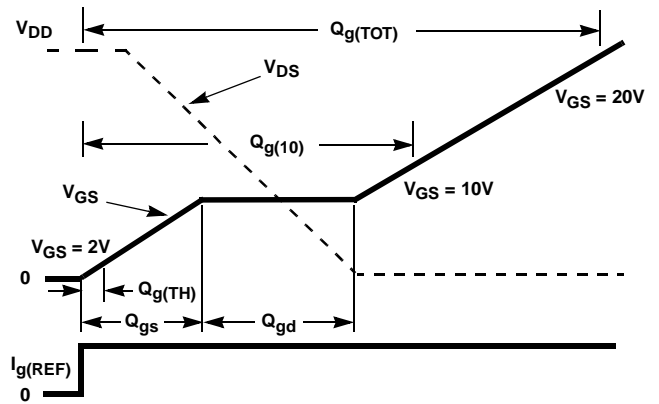 V_DD
Q_g(TOT)
V_DS
V_GS = 20V
Q_g(10)
V_GS
V_GS = 10V
V_GS = 2V
0
Q_g(TH)
Q_gs
Q_gd
I_g(REF)
0